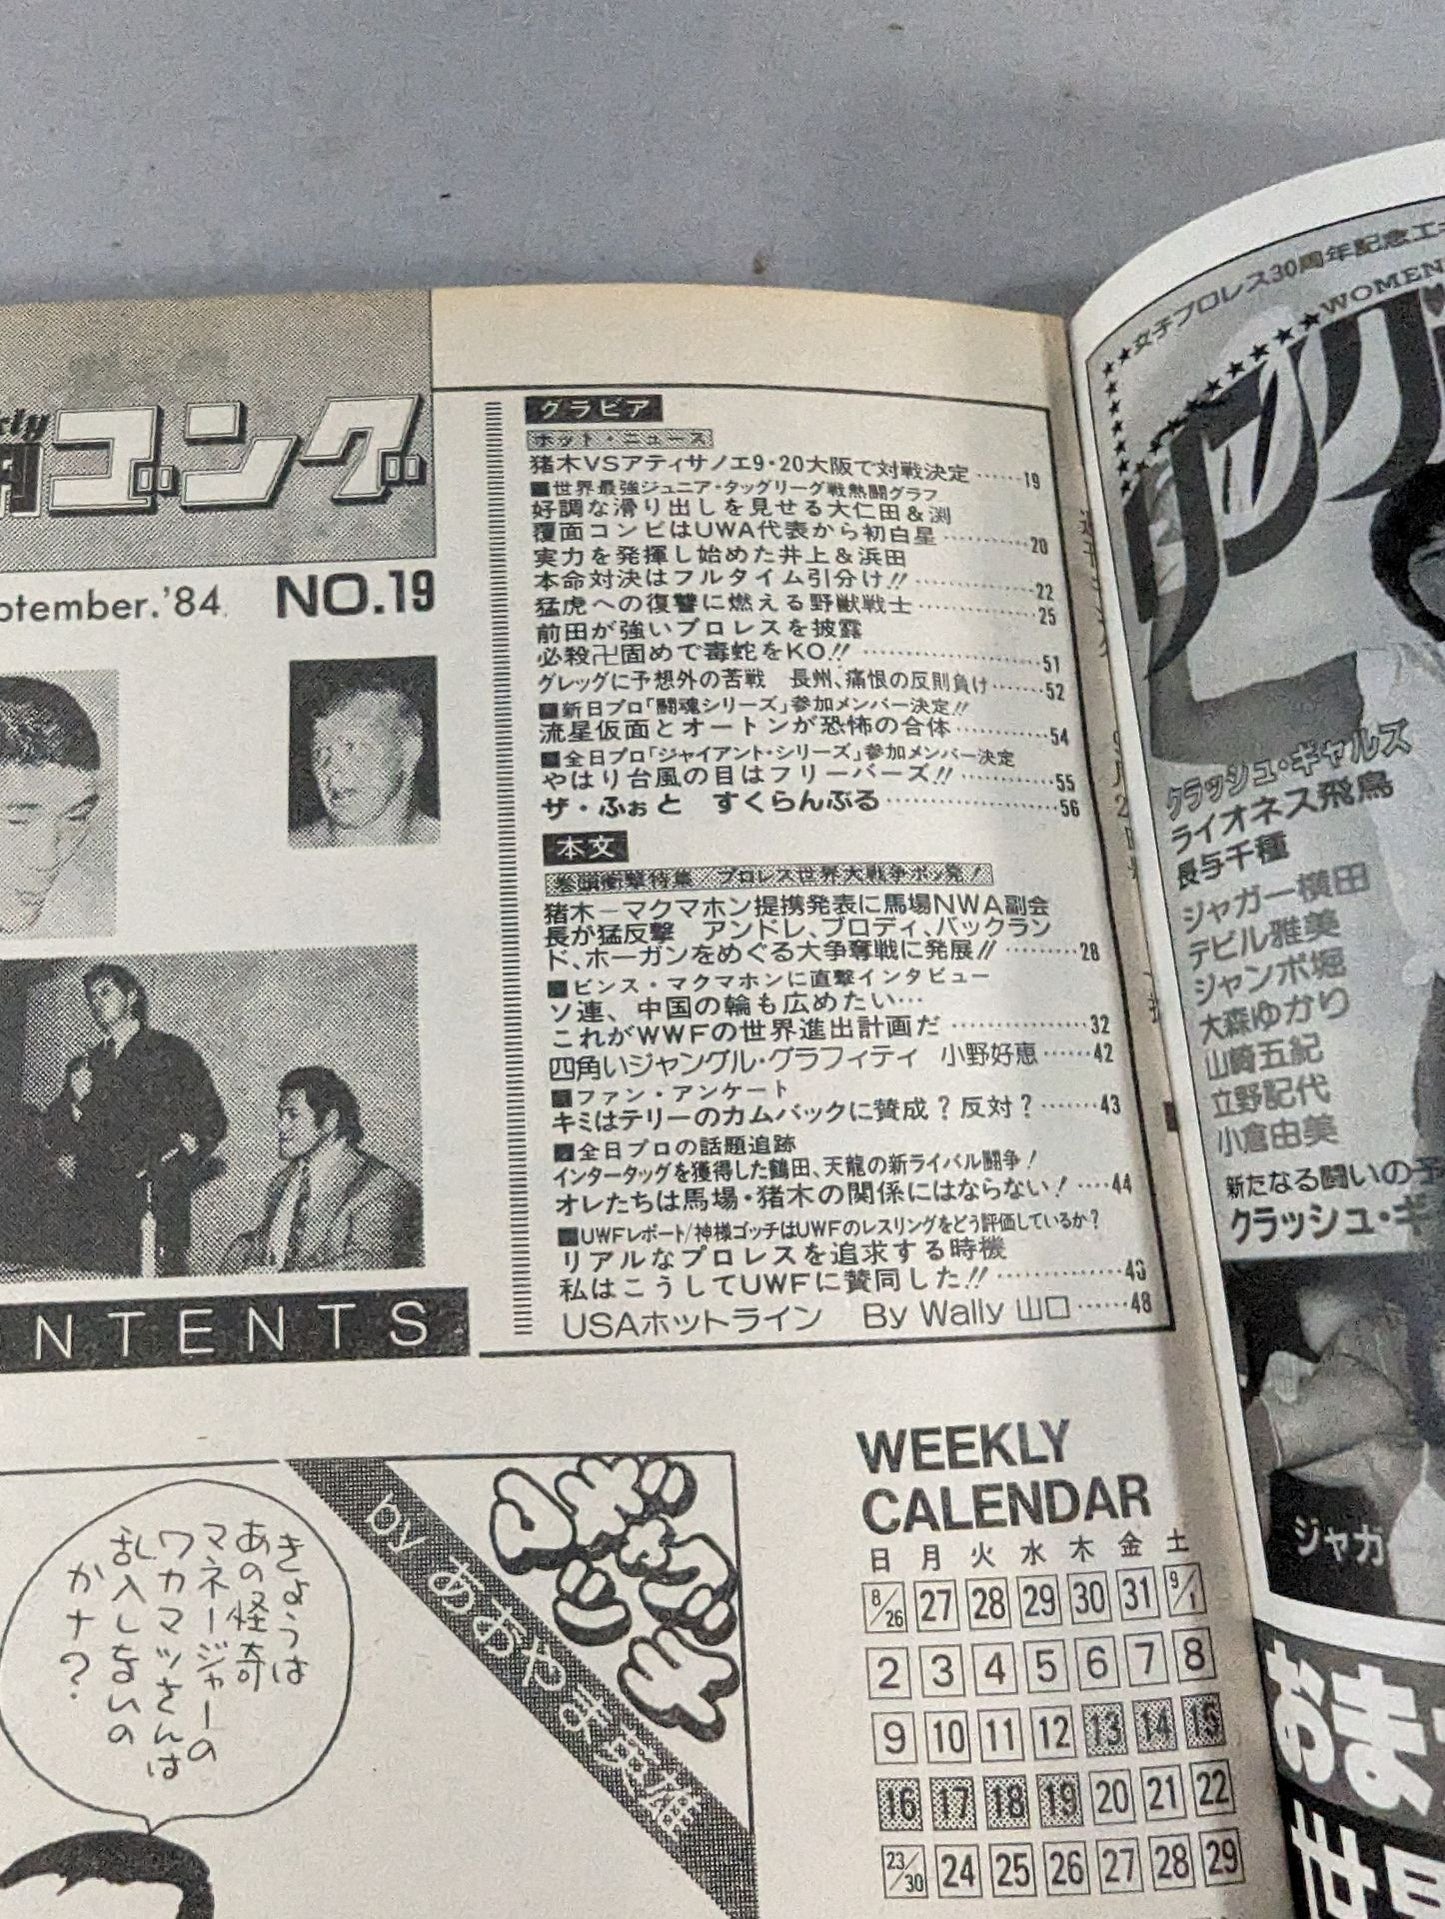 ゴング
ptember.'84
NO.19
グラビア
ホット・ニュース
猪木VSアティサノエ9・20大阪で対戦決定……19
■世界最強ジュニア・タッグリーグ戦熱闘グラフ
好調な滑り出しを見せる大仁田&渕
覆面コンビはUWA代表から初白星…………20
実力を発揮し始めた井上&浜田
本命対決はフルタイム引分け!!……………22
猛虎への復讐に燃える野獣戦士……………25
前田が強いプロレスを披露
必殺卍固めで毒蛇をKO!!……………………51
グレッグに予想外の苦戦 長州、痛恨の反則負け……52
■新日プロ「闘魂シリーズ」参加メンバー決定!!
流星仮面とオートンが恐怖の合体…………54
■全日プロ「ジャイアント・シリーズ」参加メンバー決定
やはり台風の目はフリーバーズ!!…………55
ザ・ふぉと すくらんぶる……………………56
本文
巻頭衝撃特集 プロレス世界大戦争ボッ発!
猪木ーマクマホン提携発表に馬場NWA副会
長が猛反撃 アンドレ、ブロディ、バックラン
ド、ホーガンをめぐる大争奪戦に発展!!………28
■ビンス・マクマホンに直撃インタビュー
ソ連、中国の輪も広めたい…
これがWWFの世界進出計画だ………………32
四角いジャングル・グラフィティ 小野好恵……42
■ファン・アンケート
キミはテリーのカムバックに賛成?反対?……43
■全日プロの話題追跡
インタータッグを獲得した鶴田、天龍の新ライバル闘争!
オレたちは馬場・猪木の関係にはならない!…44
■UWFレポート/神様ゴッチはUWFのレスリングをどう評価しているか?
リアルなプロレスを追求する時機
私はこうしてUWFに賛同した!!……………43
USAホットライン By Wally 山口……48
NTENTS
by おおやま
きょうは
あの怪奇
マネージャーの
ワカマツさんは
乱入しないの
かナ?
WEEKLY
CALENDAR
日 月 火 水 木 金 土
8/26 27 28 29 30 31 9/1
2 3 4 5 6 7 8
9 10 11 12 13 14 15
16 17 18 19 20 21 22
23/30 24 25 26 27 28 29
★★女子プロレス30周年記念エキ
★★★★★WOMEN
クラッシュ・ギャルズ
ライオネス飛鳥
長与千種
ジャガー横田
デビル雅美
ジャンボ堀
大森ゆかり
山崎五紀
立野記代
小倉由美
新たなる闘いの予
クラッシュ・ギ
ジャガ
おま
世界